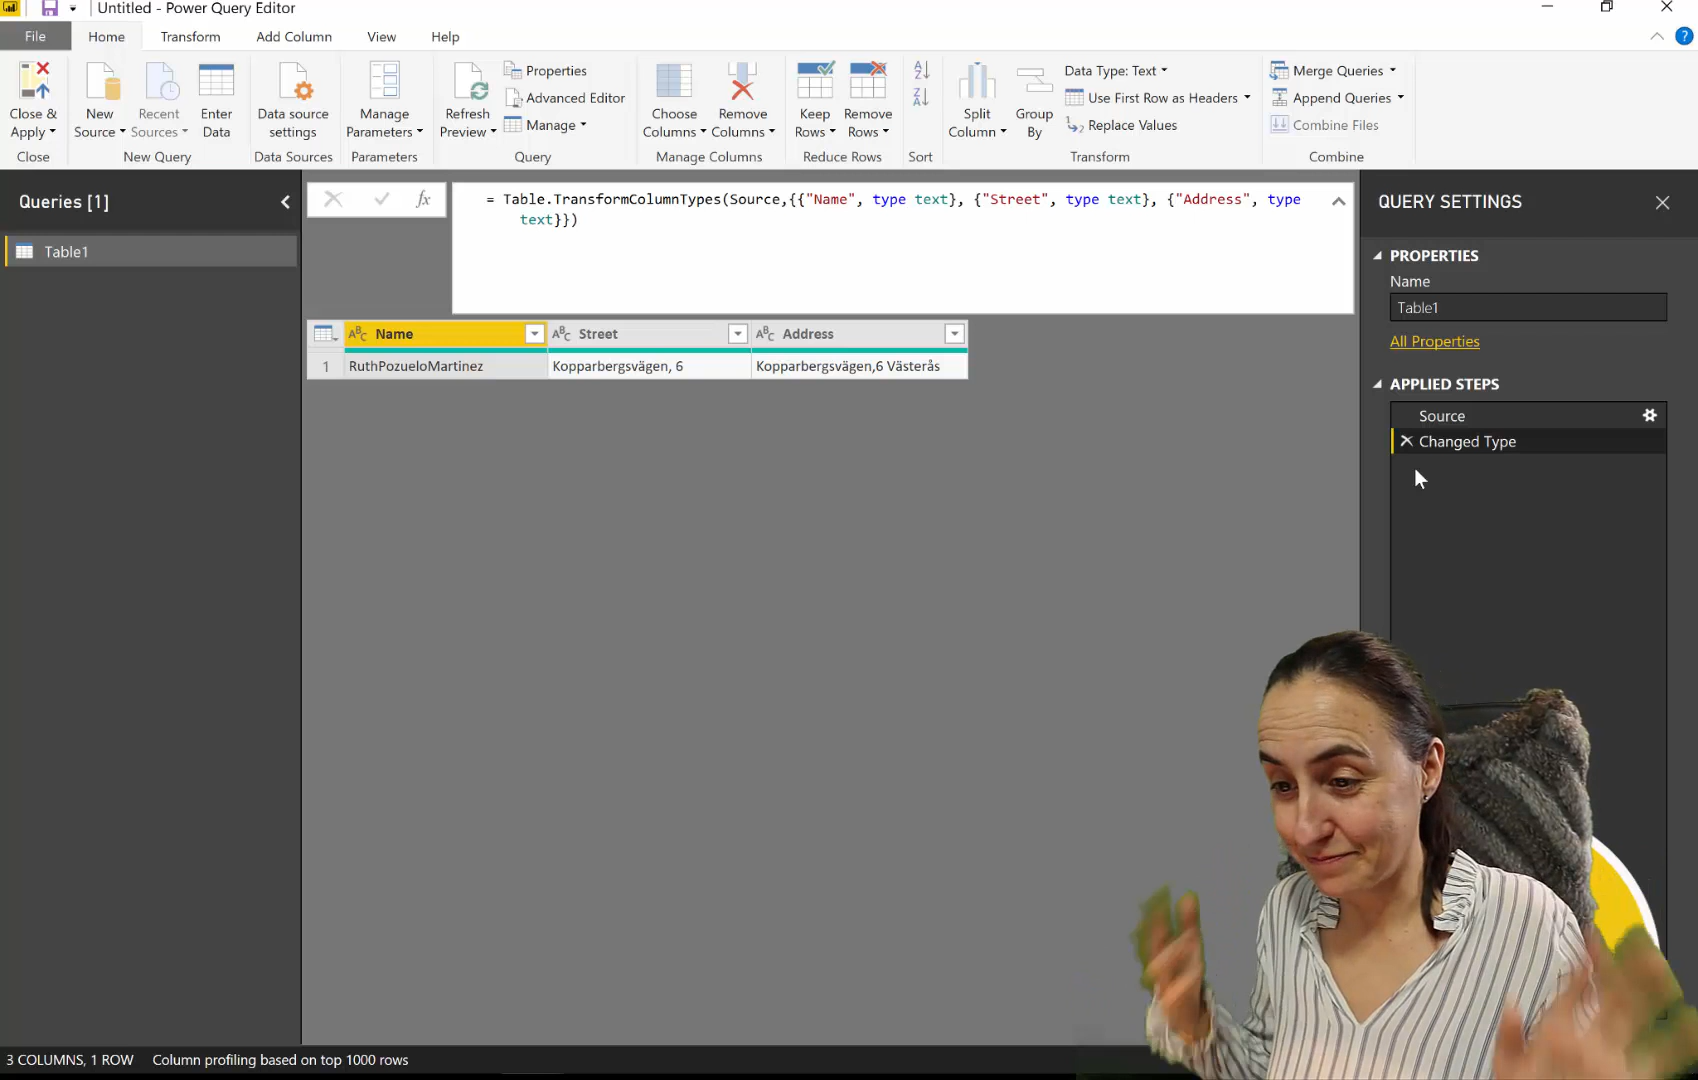 Untitled - Power Query Editor
File Home Transform Add Column View Help
Close & Apply
New Source
Recent Sources
Enter Data
Data source settings
Manage Parameters
Refresh Preview
Properties
Advanced Editor
Manage
Choose Columns
Remove Columns
Keep Rows
Remove Rows
Split Column
Group By
Data Type: Text
Use First Row as Headers
Replace Values
Merge Queries
Append Queries
Combine Files
Close New Query Data Sources Parameters Query Manage Columns Reduce Rows Sort Transform Combine
Queries [1]
Table1
fx
= Table.TransformColumnTypes(Source,{{"Name", type text}, {"Street", type text}, {"Address", type
text}})
ABC Name ABC Street ABC Address
1 RuthPozueloMartinez Kopparbergsvägen, 6 Kopparbergsvägen,6 Västerås
QUERY SETTINGS
PROPERTIES
Name
Table1
All Properties
APPLIED STEPS
Source
Changed Type
3 COLUMNS, 1 ROW Column profiling based on top 1000 rows